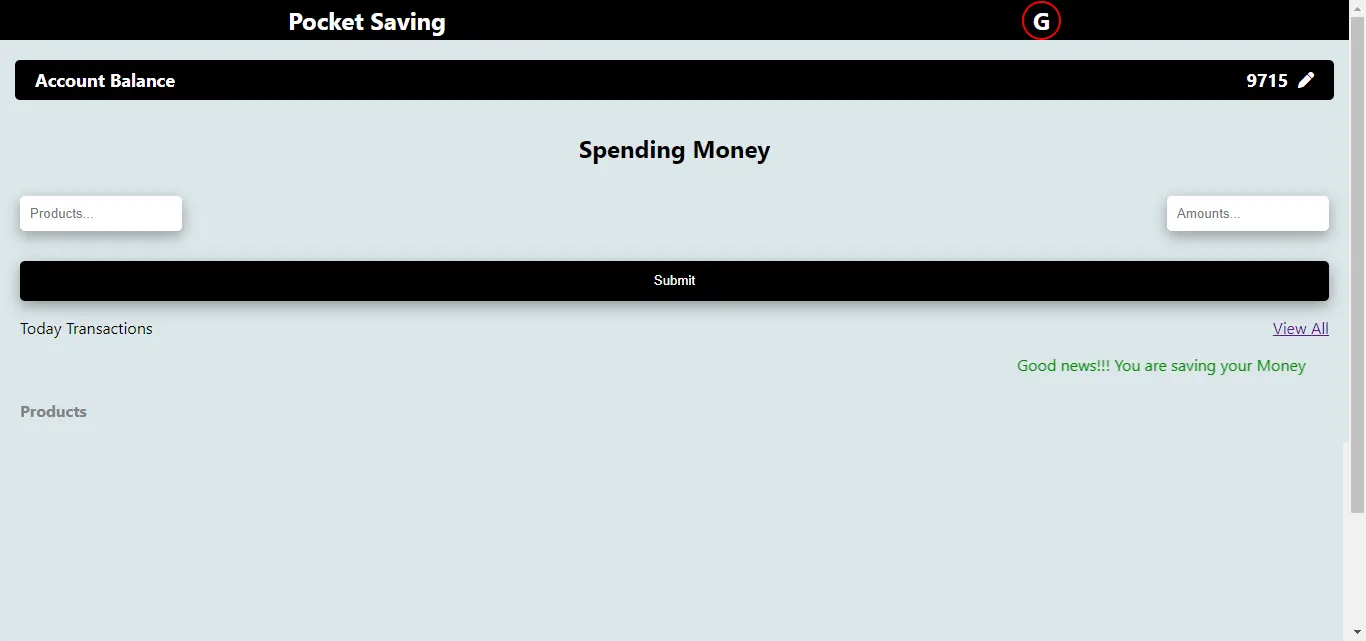 Pocket Saving G
Account Balance 9715
Spending Money
Products... Amounts...
Submit
Today Transactions View All
Good news!!! You are saving your Money
Products